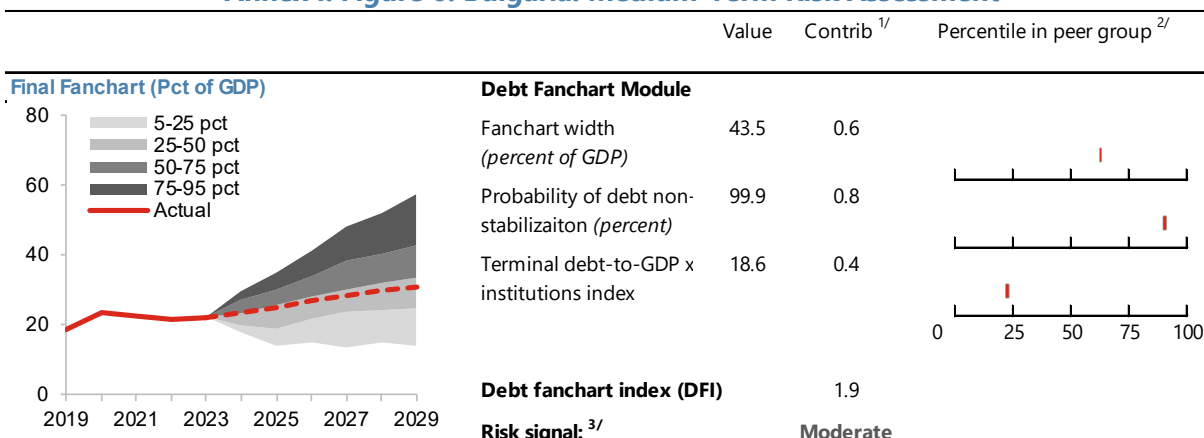 Value Contrib 1/ Percentile in peer group 2/
Final Fanchart (Pct of GDP)
80
60
40
20
0
5-25 pct
25-50 pct
50-75 pct
75-95 pct
Actual
2019 2021 2023 2025 2027 2029
Debt Fanchart Module
Fanchart width 43.5 0.6
(percent of GDP)
Probability of debt non- 99.9 0.8
stabilizaiton (percent)
Terminal debt-to-GDP x 18.6 0.4
institutions index
0 25 50 75 100
Debt fanchart index (DFI) 1.9
Risk signal: 3/ Moderate